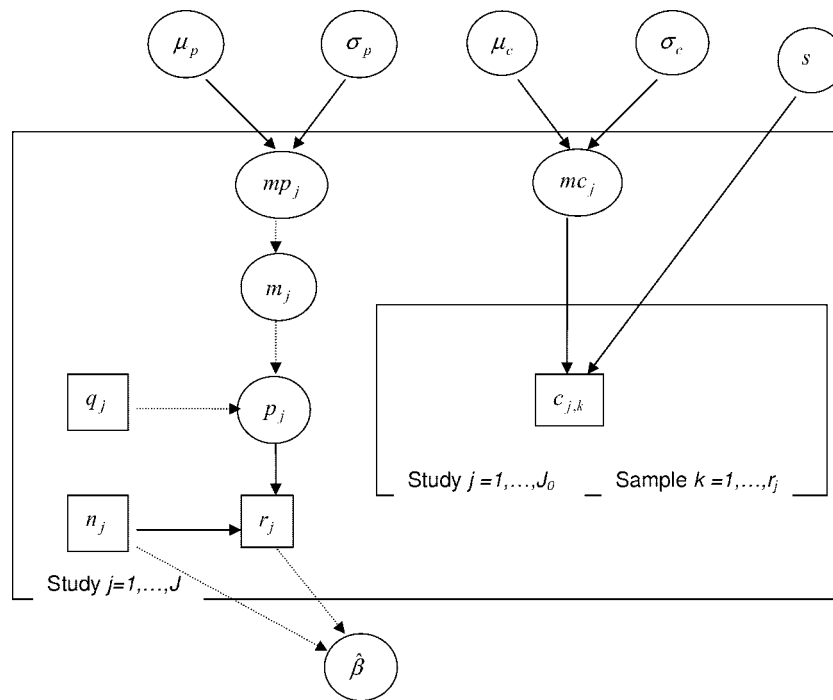 μ_p σ_p μ_c σ_c s
mp_j mc_j
m_j
q_j p_j c_{j,k}
Study j =1,…,J_0 Sample k =1,…,r_j
n_j r_j
Study j=1,…,J
β̂